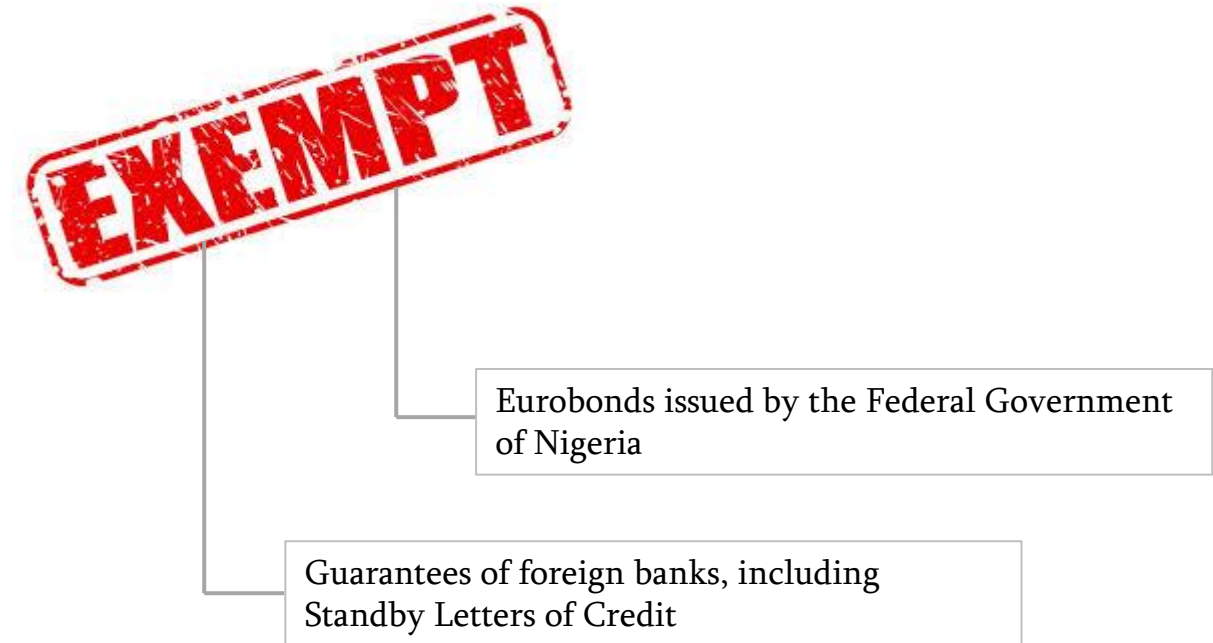 EXEMPT
Eurobonds issued by the Federal Government
of Nigeria
Guarantees of foreign banks, including
Standby Letters of Credit